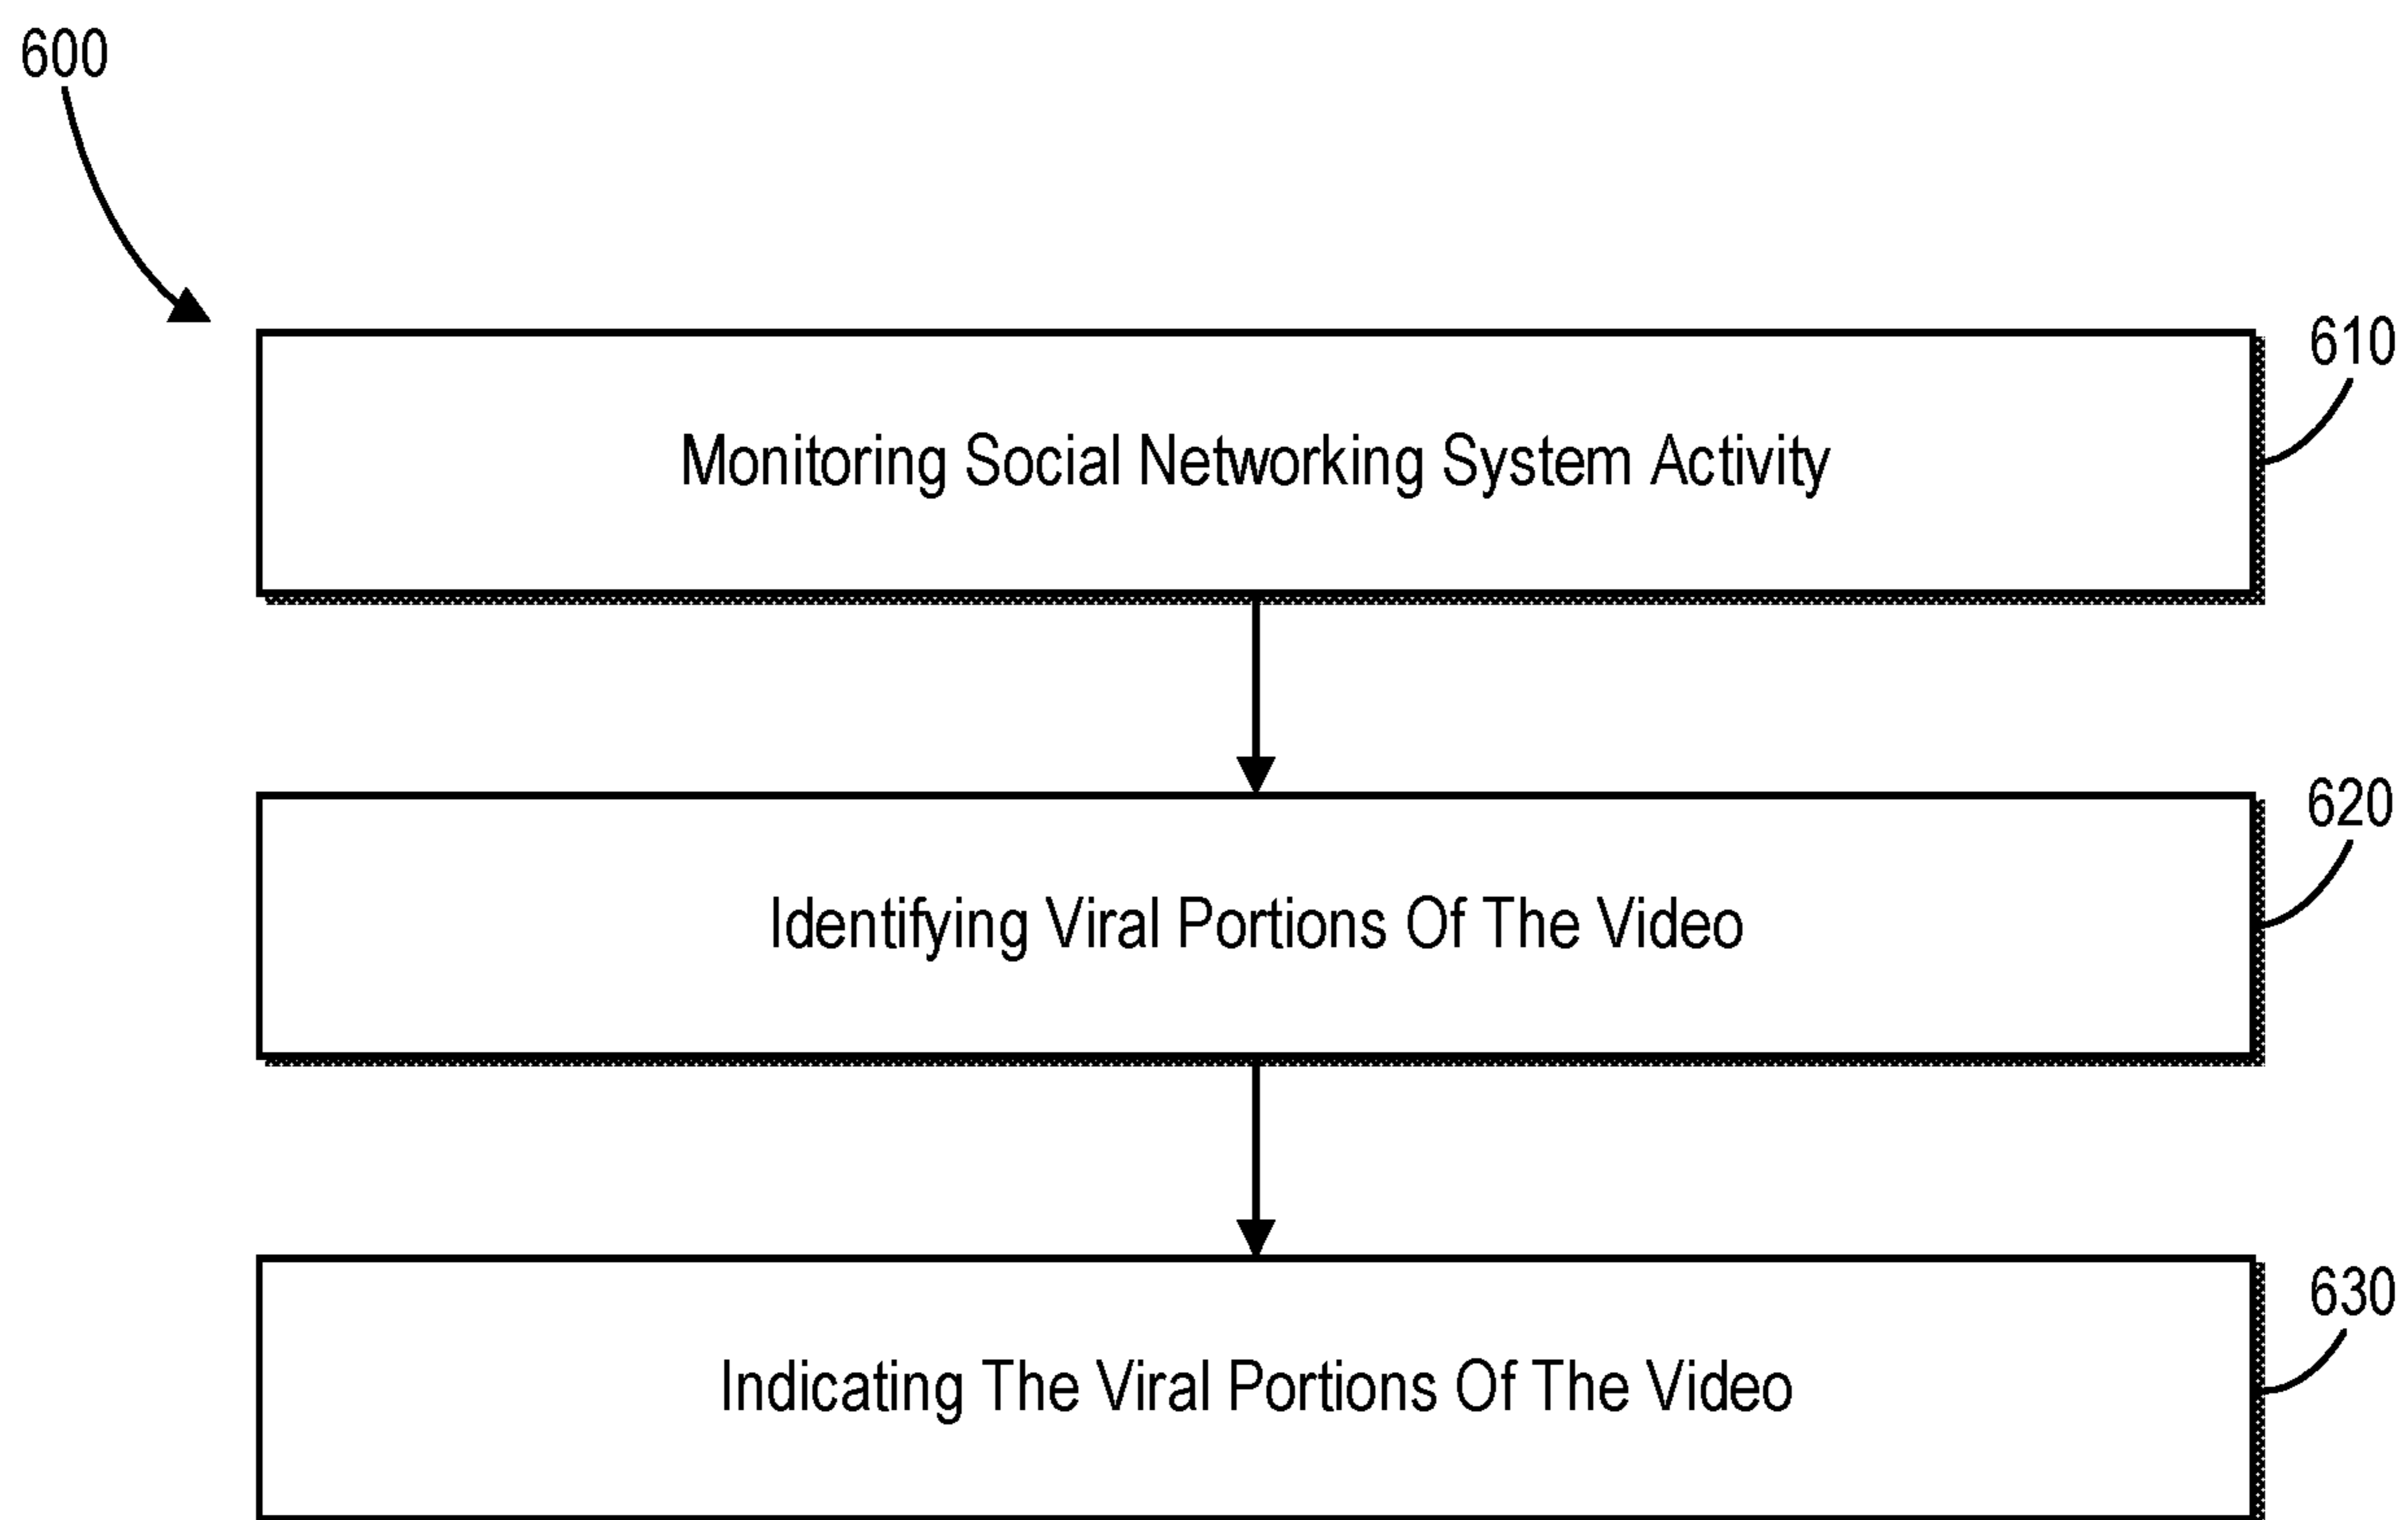 600
610
Monitoring Social Networking System Activity
620
Identifying Viral Portions Of The Video
630
Indicating The Viral Portions Of The Video